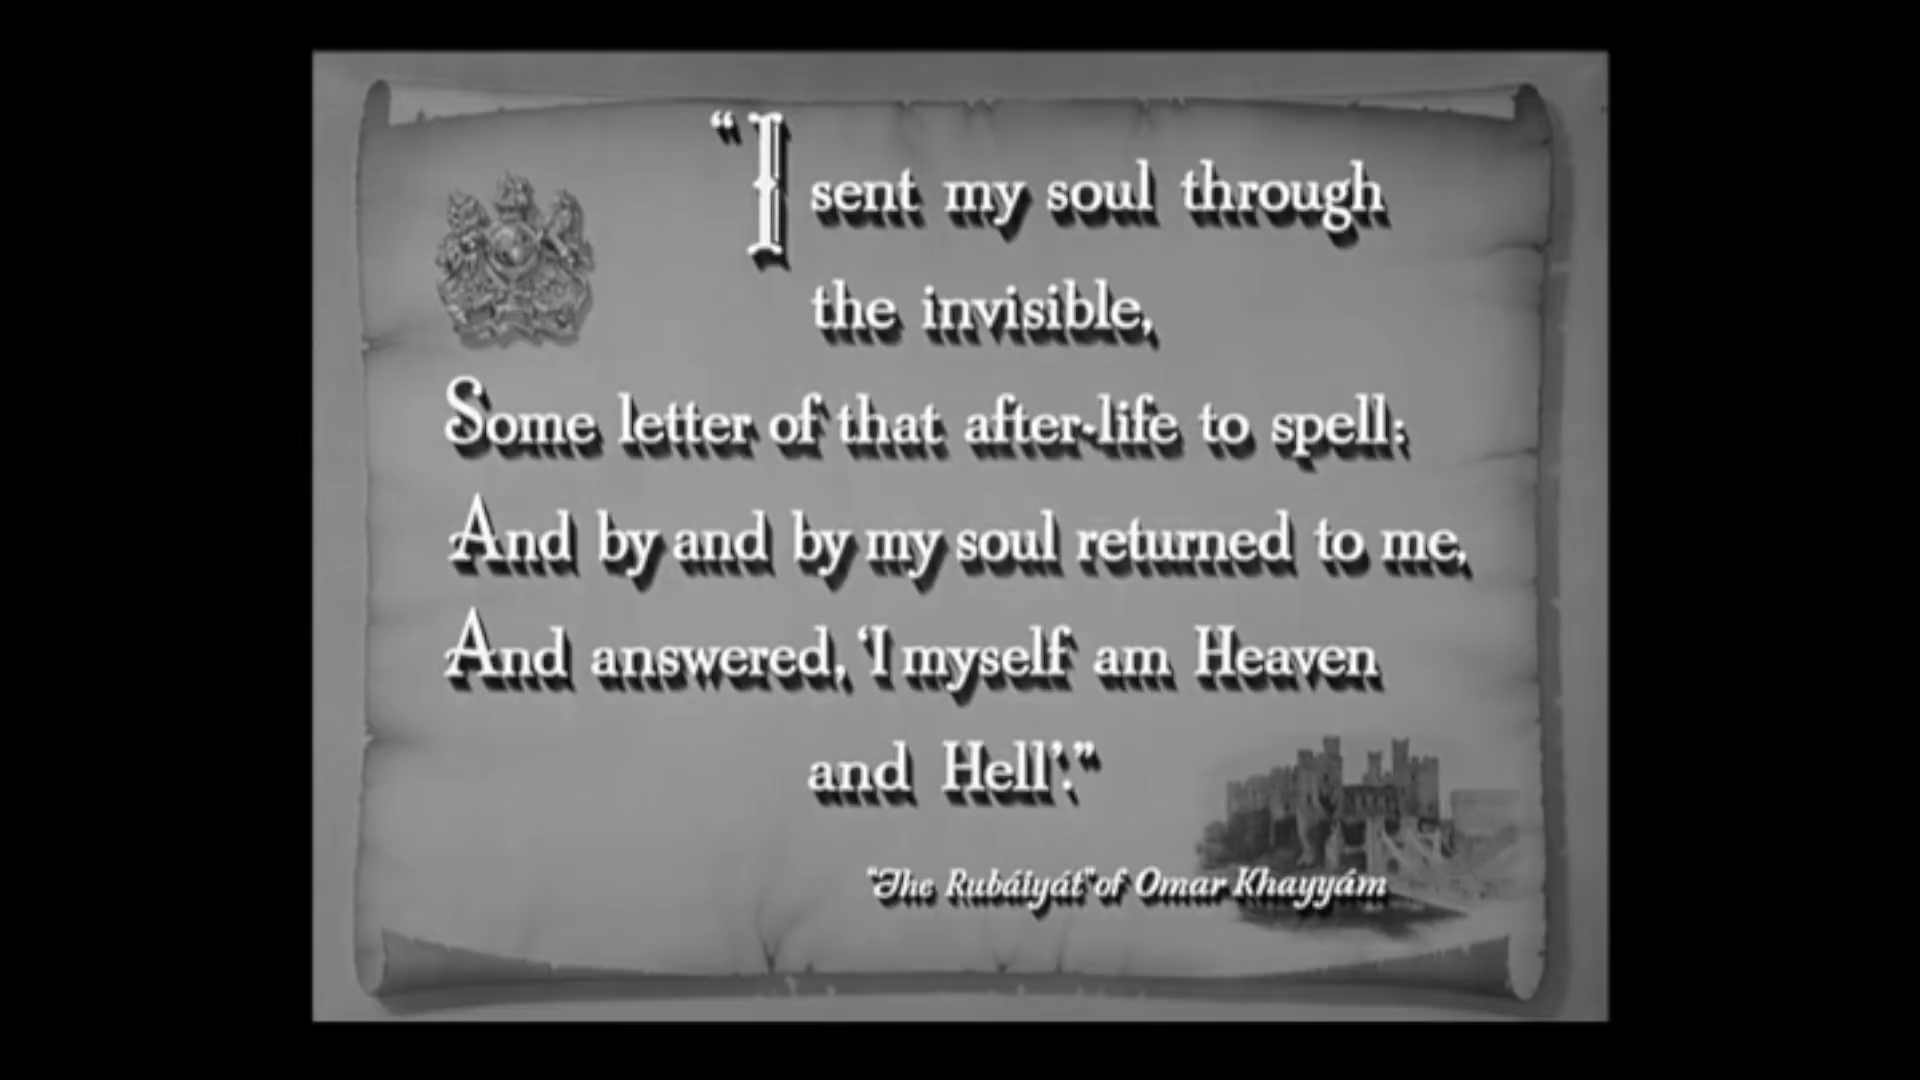 “I sent my soul through
the invisible,
Some letter of that after-life to spell:
And by and by my soul returned to me,
And answered, ‘I myself am Heaven
and Hell’.”
“The Rubáiyát” of Omar Khayyám